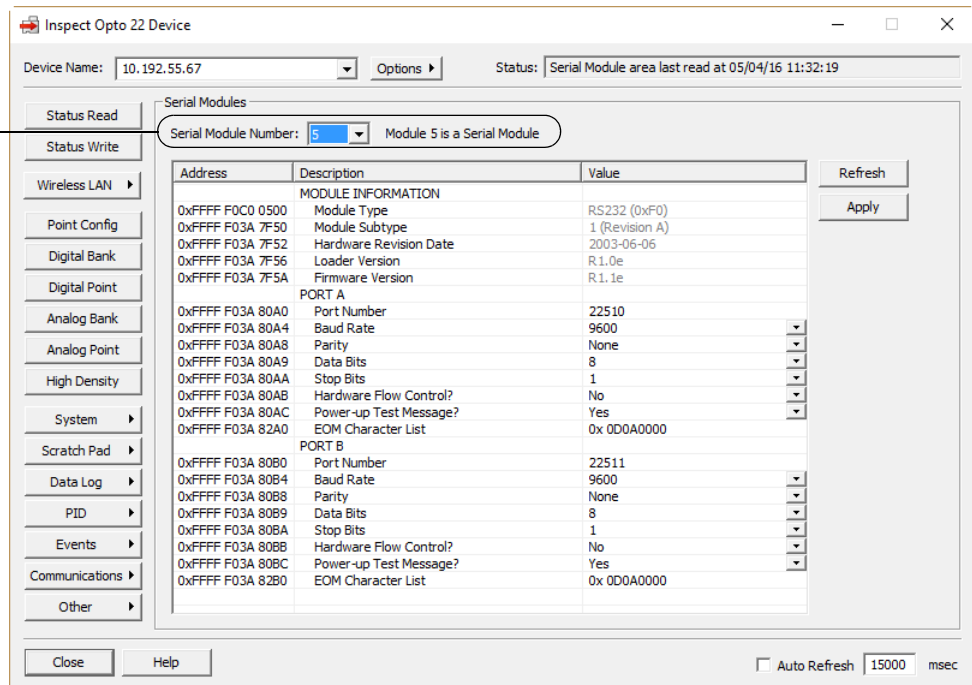 Inspect Opto 22 Device
Device Name: 10.192.55.67 Options Status: Serial Module area last read at 05/04/16 11:32:19
Status Read
Status Write
Wireless LAN
Point Config
Digital Bank
Digital Point
Analog Bank
Analog Point
High Density
System
Scratch Pad
Data Log
PID
Events
Communications
Other
Serial Modules
Serial Module Number: 5 Module 5 is a Serial Module
Address Description Value
MODULE INFORMATION
0xFFFF F0C0 0500 Module Type RS232 (0xF0)
0xFFFF F03A 7F50 Module Subtype 1 (Revision A)
0xFFFF F03A 7F52 Hardware Revision Date 2003-06-06
0xFFFF F03A 7F56 Loader Version R1.0e
0xFFFF F03A 7F5A Firmware Version R1.1e
PORT A
0xFFFF F03A 80A0 Port Number 22510
0xFFFF F03A 80A4 Baud Rate 9600
0xFFFF F03A 80A8 Parity None
0xFFFF F03A 80A9 Data Bits 8
0xFFFF F03A 80AA Stop Bits 1
0xFFFF F03A 80AB Hardware Flow Control? No
0xFFFF F03A 80AC Power-up Test Message? Yes
0xFFFF F03A 82A0 EOM Character List 0x 0D0A0000
PORT B
0xFFFF F03A 80B0 Port Number 22511
0xFFFF F03A 80B4 Baud Rate 9600
0xFFFF F03A 80B8 Parity None
0xFFFF F03A 80B9 Data Bits 8
0xFFFF F03A 80BA Stop Bits 1
0xFFFF F03A 80BB Hardware Flow Control? No
0xFFFF F03A 80BC Power-up Test Message? Yes
0xFFFF F03A 82B0 EOM Character List 0x 0D0A0000
Refresh
Apply
Close Help Auto Refresh 15000 msec